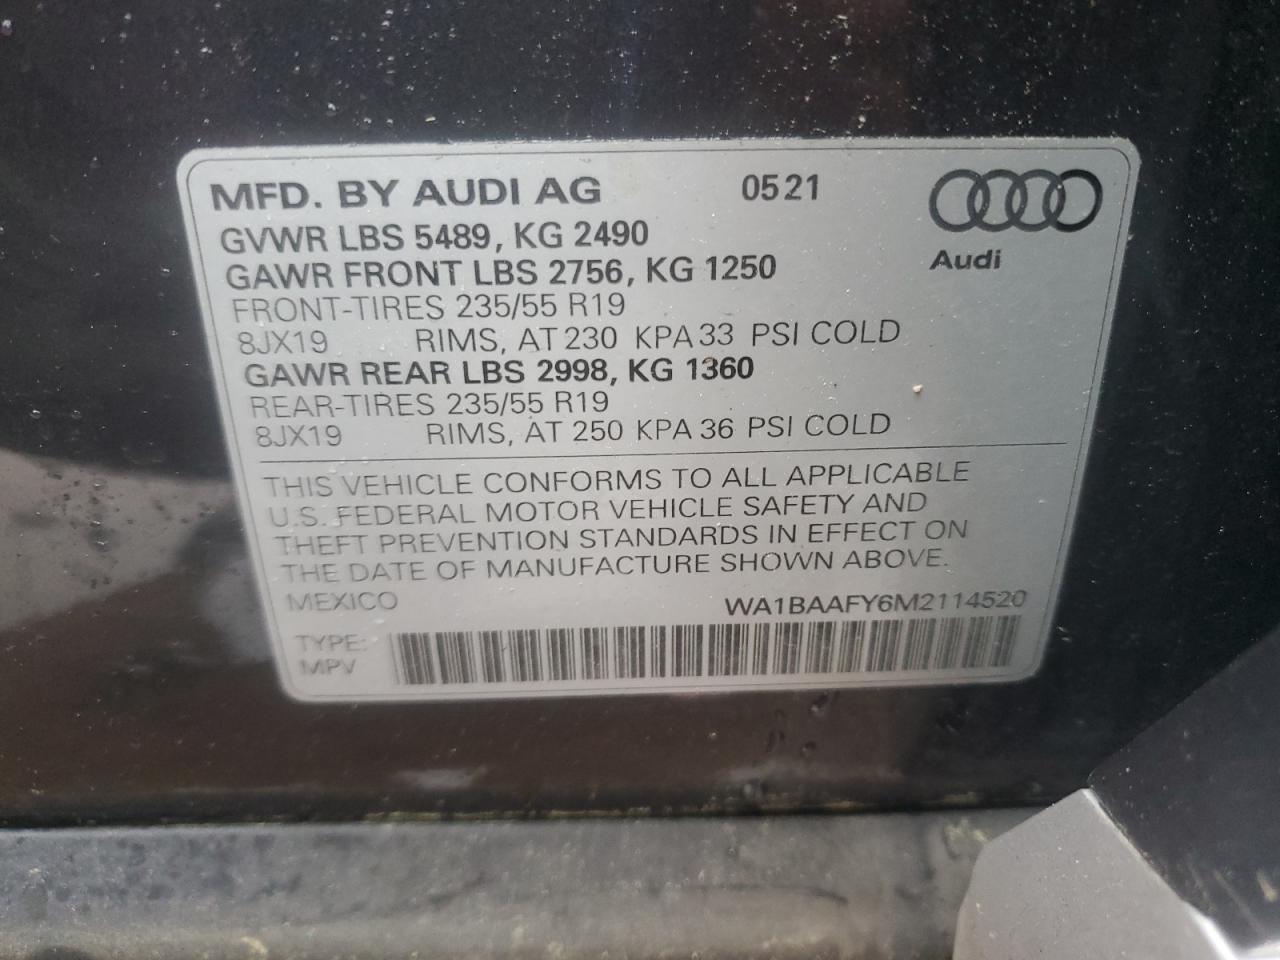 MFD. BY AUDI AG 0521
GVWR LBS 5489, KG 2490
Audi
GAWR FRONT LBS 2756, KG 1250
FRONT-TIRES 235/55 R19
8JX19 RIMS, AT 230 KPA 33 PSI COLD
GAWR REAR LBS 2998, KG 1360
REAR-TIRES 235/55 R19
8JX19 RIMS, AT 250 KPA 36 PSI COLD
THIS VEHICLE CONFORMS TO ALL APPLICABLE
U.S. FEDERAL MOTOR VEHICLE SAFETY AND
THEFT PREVENTION STANDARDS IN EFFECT ON
THE DATE OF MANUFACTURE SHOWN ABOVE.
MEXICO WA1BAAFY6M2114520
TYPE:
MPV